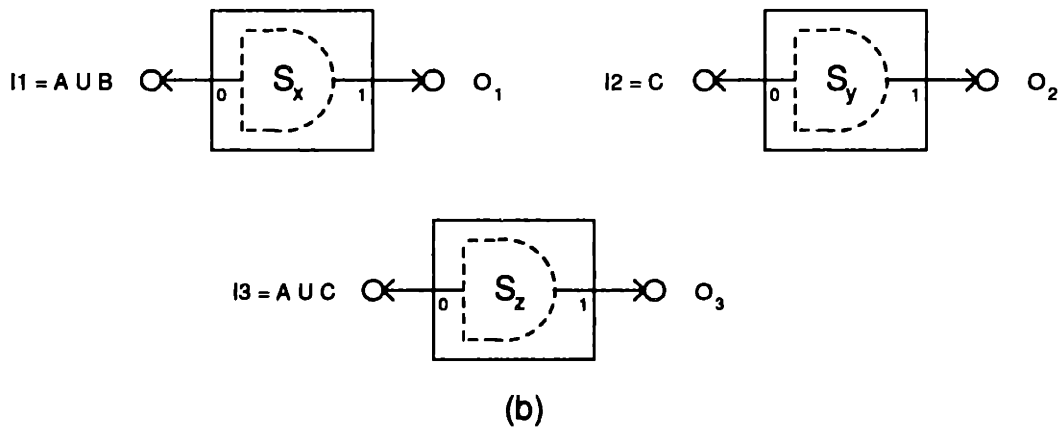 I1 = A U B
0
S_x
1
O_1
I2 = C
0
S_y
1
O_2
I3 = A U C
0
S_z
1
O_3
(b)